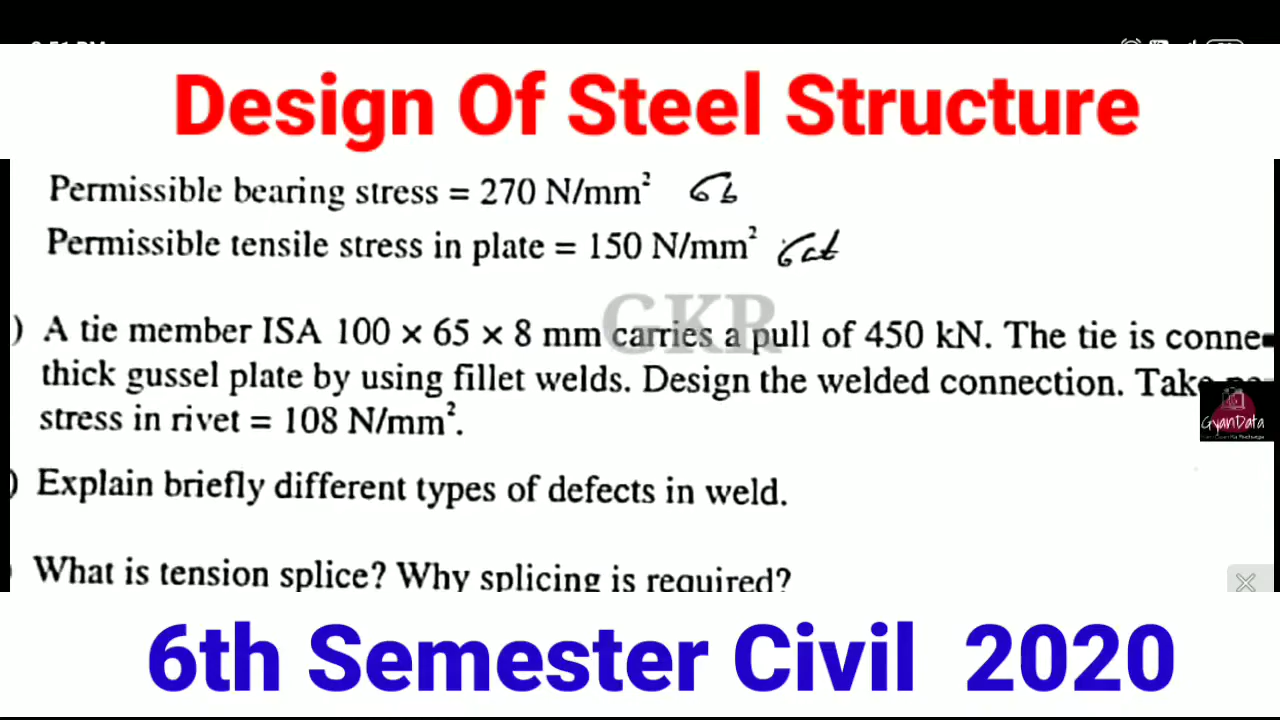 Design Of Steel Structure
Permissible bearing stress = 270 N/mm² σb
Permissible tensile stress in plate = 150 N/mm² σat
GKR
) A tie member ISA 100 × 65 × 8 mm carries a pull of 450 kN. The tie is conne
thick gussel plate by using fillet welds. Design the welded connection. Take
GyanData
stress in rivet = 108 N/mm².
) Explain briefly different types of defects in weld.
What is tension splice? Why splicing is required?
6th Semester Civil 2020